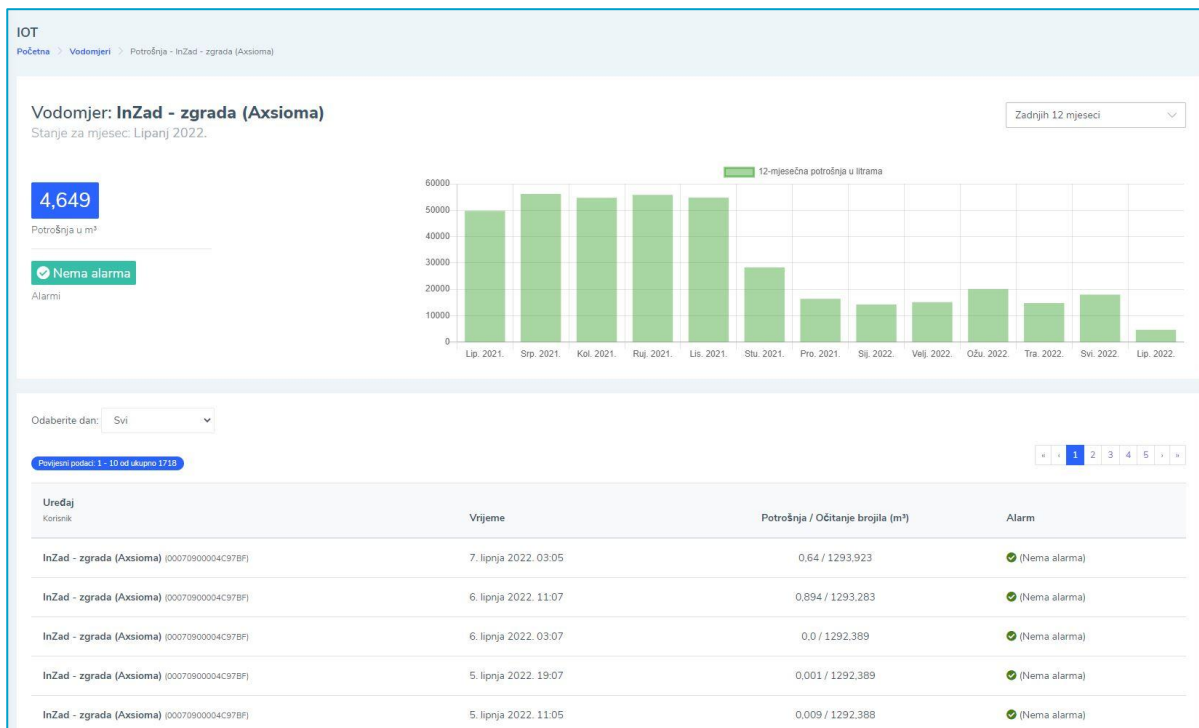 IOT
Početna > Vodomjeri > Potrošnja - InZad - zgrada (Axsioma)
Vodomjer: InZad - zgrada (Axsioma)
Stanje za mjesec: Lipanj 2022.
Zadnjih 12 mjeseci
4,649
Potrošnja u m³
Nema alarma
Alarmi
12-mjesečna potrošnja u litrama
60000
50000
40000
30000
20000
10000
0
Lip. 2021. Srp. 2021. Kol. 2021. Ruj. 2021. Lis. 2021. Stu. 2021. Pro. 2021. Sij. 2022. Velj. 2022. Ožu. 2022. Tra. 2022. Svi. 2022. Lip. 2022.
Odaberite dan: Svi
Povijesni podaci: 1 - 10 od ukupno 1718
« ‹ 1 2 3 4 5 › »
Uređaj
Korisnik
Vrijeme Potrošnja / Očitanje brojila (m³) Alarm
InZad - zgrada (Axsioma) (00070900004C97BF) 7. lipnja 2022. 03:05 0,64 / 1293,923 (Nema alarma)
InZad - zgrada (Axsioma) (00070900004C97BF) 6. lipnja 2022. 11:07 0,894 / 1293,283 (Nema alarma)
InZad - zgrada (Axsioma) (00070900004C97BF) 6. lipnja 2022. 03:07 0,0 / 1292,389 (Nema alarma)
InZad - zgrada (Axsioma) (00070900004C97BF) 5. lipnja 2022. 19:07 0,001 / 1292,389 (Nema alarma)
InZad - zgrada (Axsioma) (00070900004C97BF) 5. lipnja 2022. 11:05 0,009 / 1292,388 (Nema alarma)